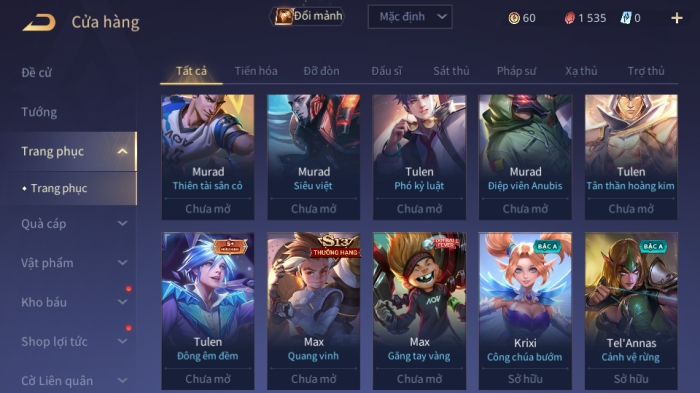 Cửa hàng
Đổi mảnh
Mặc định
60
1 535
0
Đề cử
Tướng
Trang phục
Trang phục
Quà cáp
Vật phẩm
Kho báu
Shop lợi tức
Cờ Liên quân
Tất cả
Tiến hóa
Đỡ đòn
Đấu sĩ
Sát thủ
Pháp sư
Xạ thủ
Trợ thủ
AOV
Murad
Thiên tài sân cỏ
Chưa mở
Murad
Siêu việt
Chưa mở
Tulen
Phó kỷ luật
Chưa mở
Murad
Điệp viên Anubis
Chưa mở
Tulen
Tân thần hoàng kim
Chưa mở
S+
Tulen
Đông êm đềm
Chưa mở
S13
THƯỢNG HẠNG
Max
Quang vinh
Chưa mở
AOV
Max
Găng tay vàng
Chưa mở
BẬC A
Krixi
Công chúa bướm
Sở hữu
BẬC A
Tel'Annas
Cảnh vệ rừng
Sở hữu